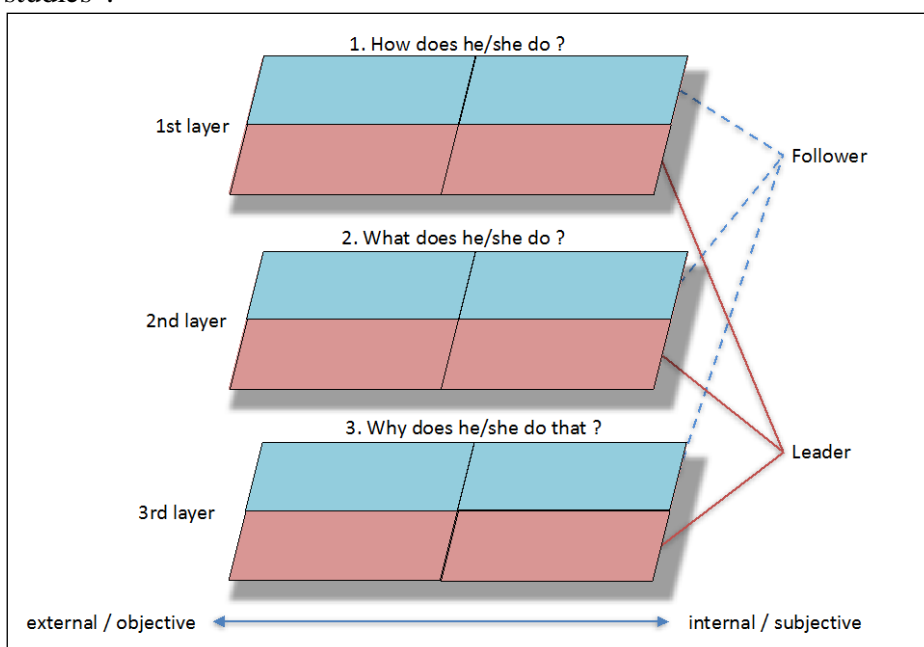 studies .
1. How does he/she do ?
1st layer
Follower
2. What does he/she do ?
2nd layer
3. Why does he/she do that ?
Leader
3rd layer
external / objective
internal / subjective